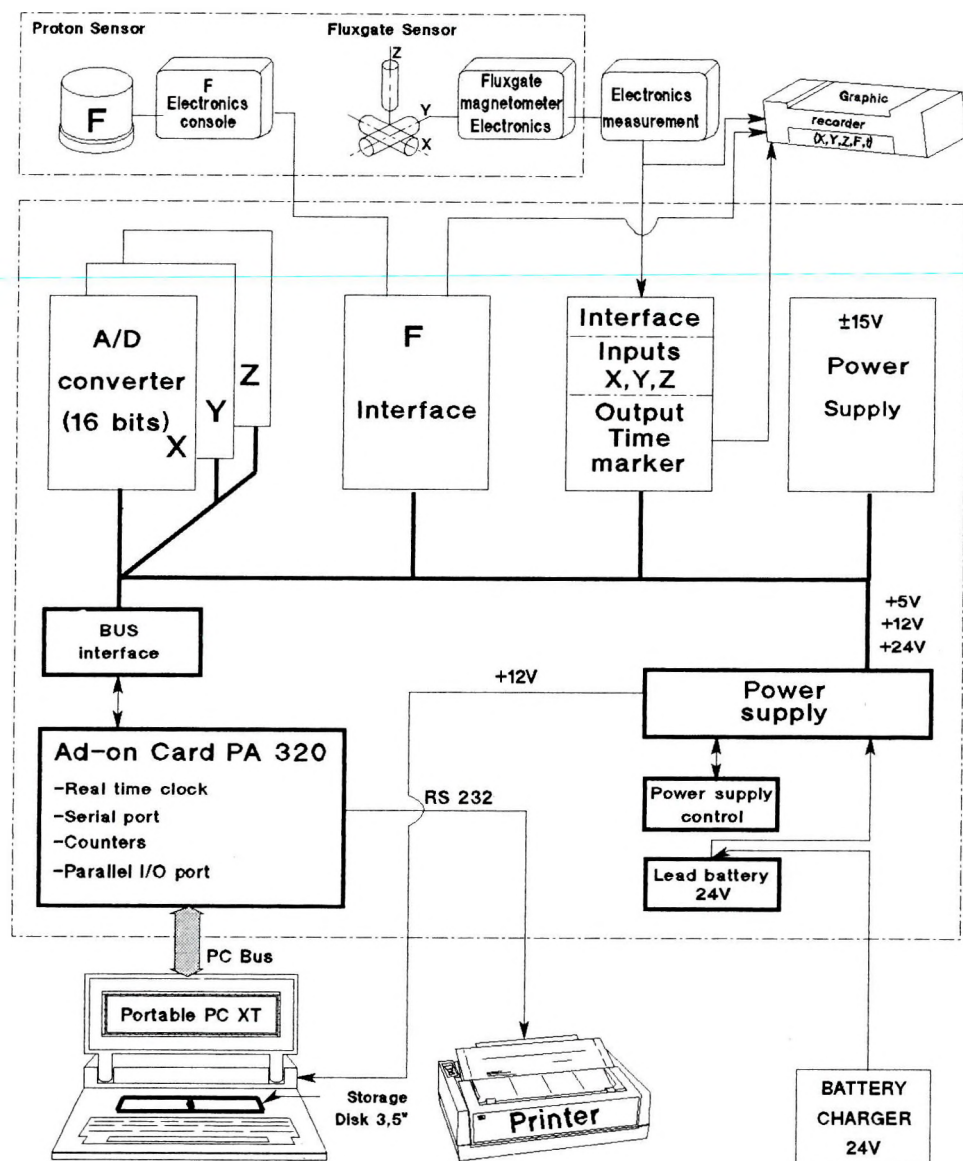 Proton Sensor
F
F
Electronics
console
Fluxgate Sensor
Z
Y
X
Fluxgate
magnetometer
Electronics
Electronics
measurement
Graphic
recorder
(X,Y,Z,F,t)
A/D
converter
(16 bits)
X
Y
Z
F
Interface
Interface
Inputs
X,Y,Z
Output
Time
marker
±15V
Power
Supply
BUS
interface
+5V
+12V
+24V
+12V
Power
supply
Ad-on Card PA 320
-Real time clock
-Serial port
-Counters
-Parallel I/O port
RS 232
Power supply
control
Lead battery
24V
PC Bus
Portable PC XT
Storage
Disk 3,5"
Printer
BATTERY
CHARGER
24V